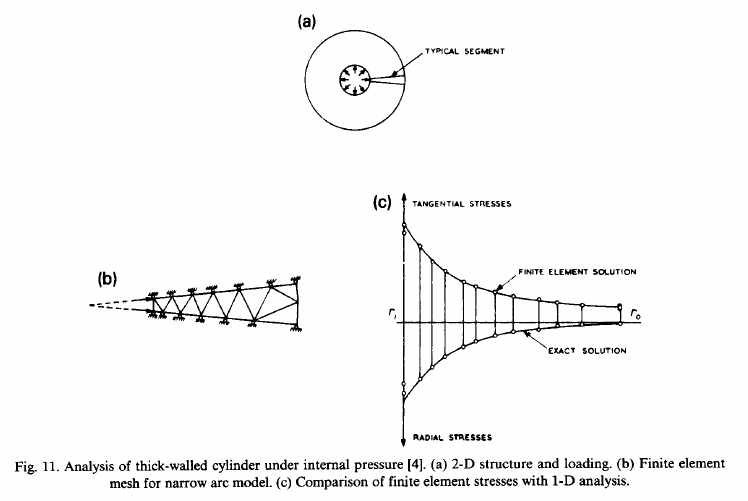 (a)
TYPICAL SEGMENT
(c)
TANGENTIAL STRESSES
(b)
FINITE ELEMENT SOLUTION
ri
ro
EXACT SOLUTION
RADIAL STRESSES
Fig. 11. Analysis of thick-walled cylinder under internal pressure [4]. (a) 2-D structure and loading. (b) Finite element
mesh for narrow arc model. (c) Comparison of finite element stresses with 1-D analysis.